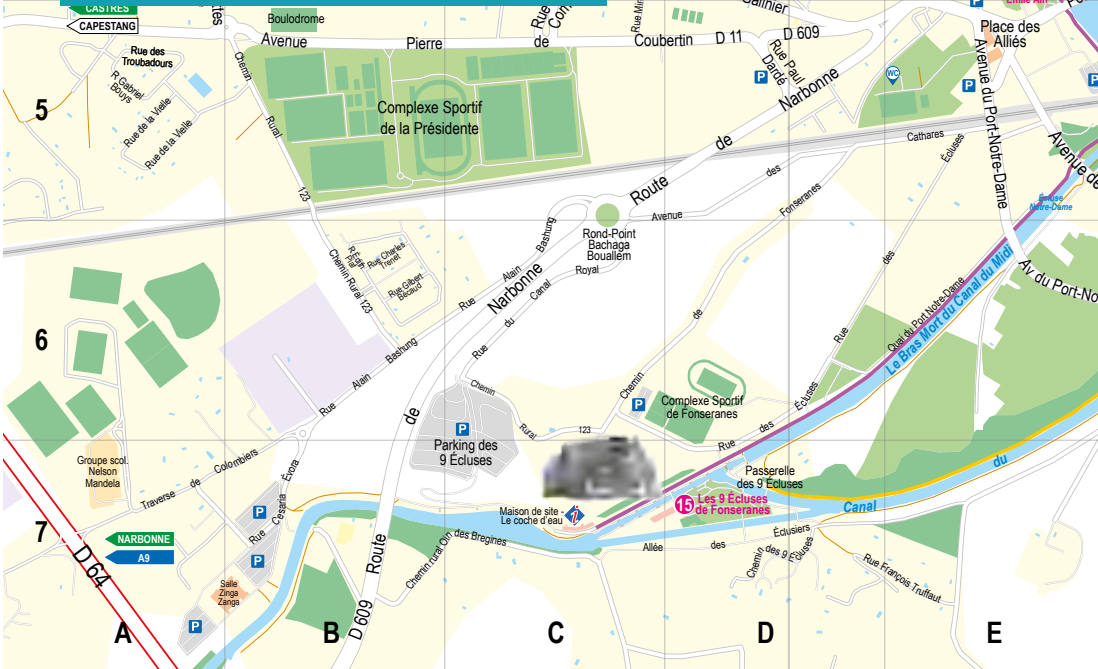 CASTRES
CAPESTANG
Boulodrome
Avenue Pierre de Coubertin D 11 D 609
Place des
Alliés
Rue des
Troubadours
R Gabriel
Bouys
Rue de la Vielle
Rue de la Vielle
Chemin Rural 123
Complexe Sportif
de la Présidente
Rue Paul
Dardé
P
WC
P
P
P
5
Route de Narbonne
Avenue des Cathares
Rue des Écluses
Avenue du Port-Notre-Dame
Avenue de
Écluse
Notre-Dame
Chemin de Fonseranes
Rond-Point
Bachaga
Bouallem
Rue Alain Bashung
R Édith
Piaf
Rue Charles
Trenet
Rue Gilbert
Bécaud
Chemin Rural 123
Rue du Canal Royal
Route de Narbonne
Quai du Port Notre-Dame
Le Bras Mort du Canal du Midi
Av du Port-No
6
Rue Alain Bashung
Chemin Rural 123
P
Complexe Sportif
de Fonseranes
Rue des Écluses
P
Parking des
9 Écluses
Groupe scol.
Nelson
Mandela
Traverse de Colombiers
Rue Cesaria Évora
Passerelle
des 9 Écluses
15
Les 9 Écluses
de Fonseranes
Maison de site -
Le coche d'eau
i
Canal du
7
NARBONNE
A9
D 64
P
P
P
Salle
Zinga
Zanga
Route D 609
Chemin rural Oin des Bregines
Allée des Éclusiers
Chemin des 9 Écluses
Rue François Truffaut
A
B
C
D
E